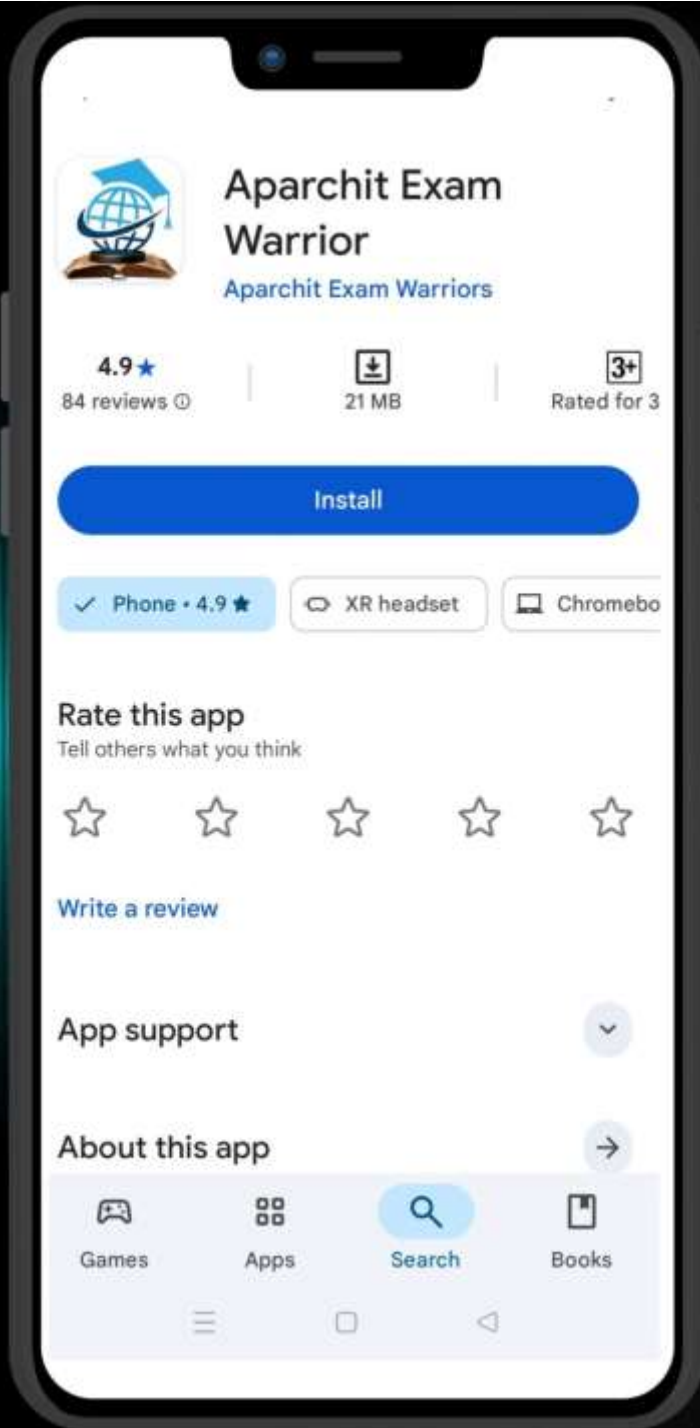 Aparchit Exam
Warrior
Aparchit Exam Warriors
4.9★
84 reviews
21 MB
3+
Rated for 3
Install
Phone • 4.9 ★
XR headset
Chromebo
Rate this app
Tell others what you think
Write a review
App support
About this app
Games
Apps
Search
Books